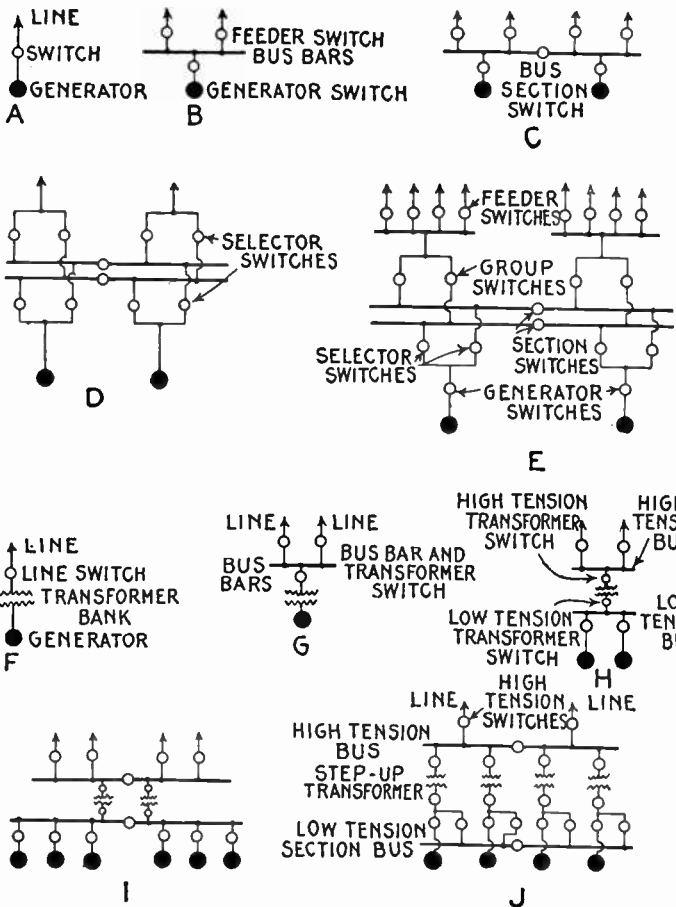 LINE
SWITCH
GENERATOR
A
FEEDER SWITCH
BUS BARS
GENERATOR SWITCH
B
BUS
SECTION
SWITCH
C
SELECTOR
SWITCHES
D
FEEDER
SWITCHES
GROUP
SWITCHES
SELECTOR
SWITCHES
SECTION
SWITCHES
GENERATOR
SWITCHES
E
LINE
LINE SWITCH
TRANSFORMER
BANK
GENERATOR
F
LINE
LINE
BUS
BARS
BUS BAR AND
TRANSFORMER
SWITCH
G
HIGH TENSION
TRANSFORMER
SWITCH
LOW TENSION
TRANSFORMER
SWITCH
H
I
LINE
HIGH
TENSION
SWITCHES
LINE
HIGH TENSION
BUS
STEP-UP
TRANSFORMER
LOW TENSION
SECTION BUS
J